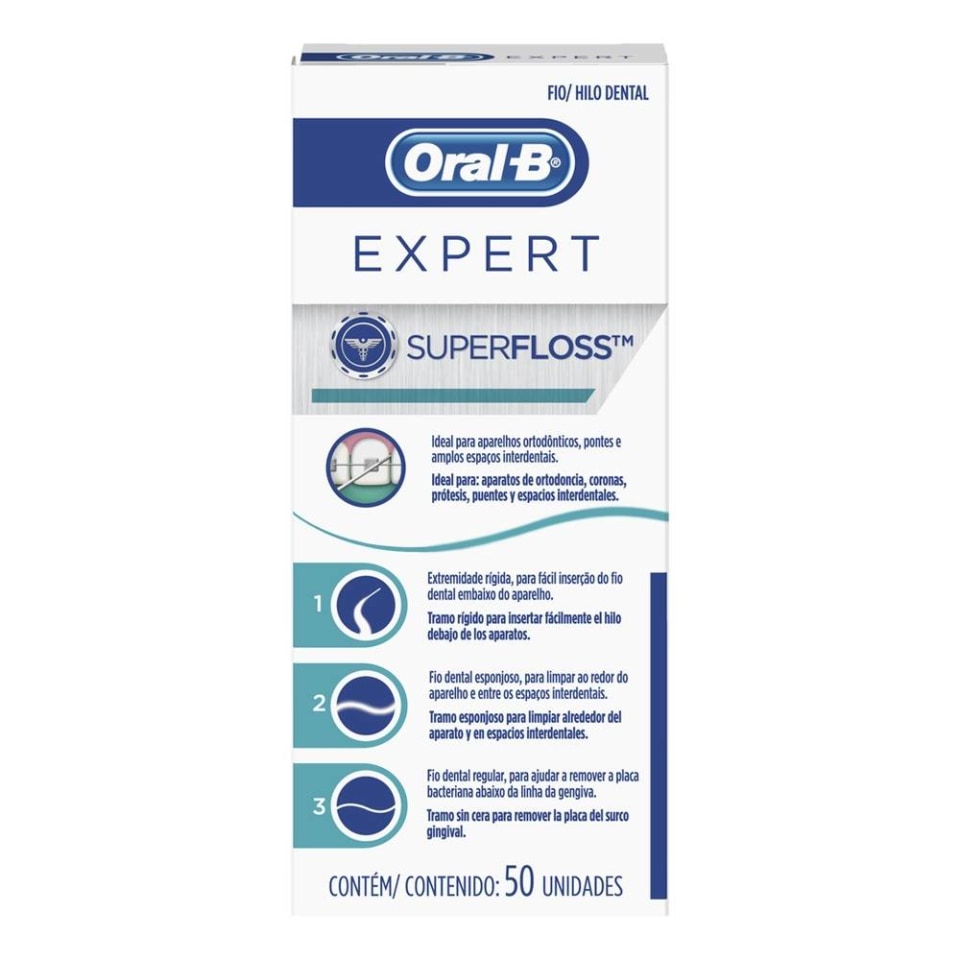 Oral-B EXPERT
FIO/ HILO DENTAL
Oral-B®
EXPERT
SUPERFLOSS™
Ideal para aparelhos ortodônticos, pontes e
amplos espaços interdentais.
Ideal para: aparatos de ortodoncia, coronas,
prótesis, puentes y espacios interdentales.
1
Extremidade rígida, para fácil inserção do fio
dental embaixo do aparelho.
Tramo rígido para insertar fácilmente el hilo
debajo de los aparatos.
2
Fio dental esponjoso, para limpar ao redor do
aparelho e entre os espaços interdentais.
Tramo esponjoso para limpiar alrededor del
aparato y en espacios interdentales.
3
Fio dental regular, para ajudar a remover a placa
bacteriana abaixo da linha da gengiva.
Tramo sin cera para remover la placa del surco
gingival.
CONTÉM/ CONTENIDO: 50 UNIDADES